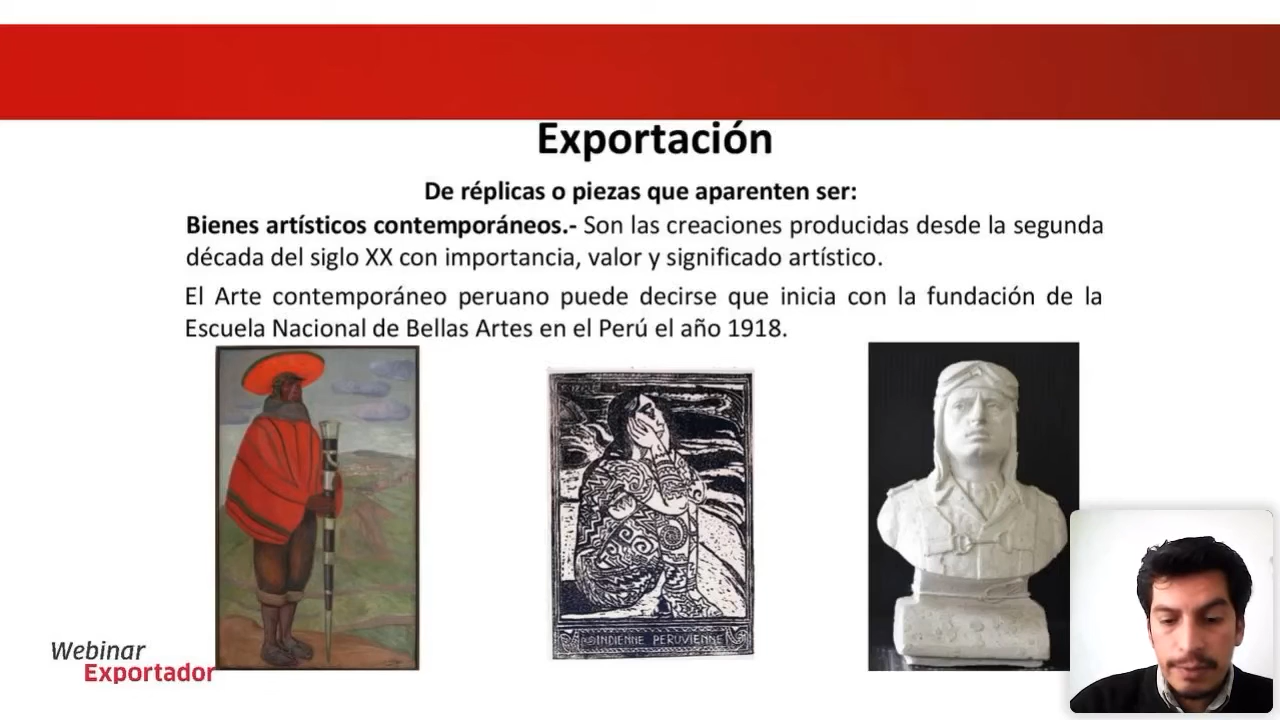 Exportación
De réplicas o piezas que aparenten ser:
Bienes artísticos contemporáneos.- Son las creaciones producidas desde la segunda
década del siglo XX con importancia, valor y significado artístico.
El Arte contemporáneo peruano puede decirse que inicia con la fundación de la
Escuela Nacional de Bellas Artes en el Perú el año 1918.
INDIENNE PERUVIENNE
Webinar
Exportador